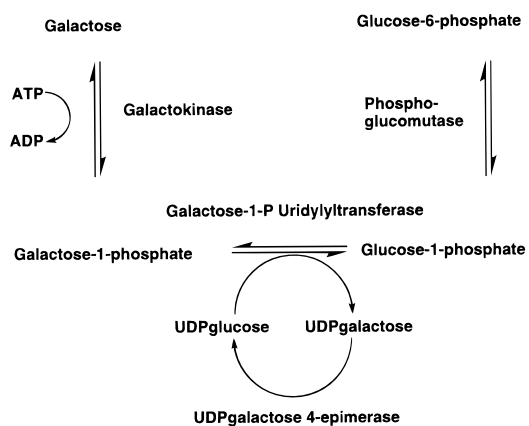 Galactose
Glucose-6-phosphate
ATP
ADP
Galactokinase
Phospho-
glucomutase
Galactose-1-P Uridylyltransferase
Galactose-1-phosphate
Glucose-1-phosphate
UDPglucose
UDPgalactose
UDPgalactose 4-epimerase